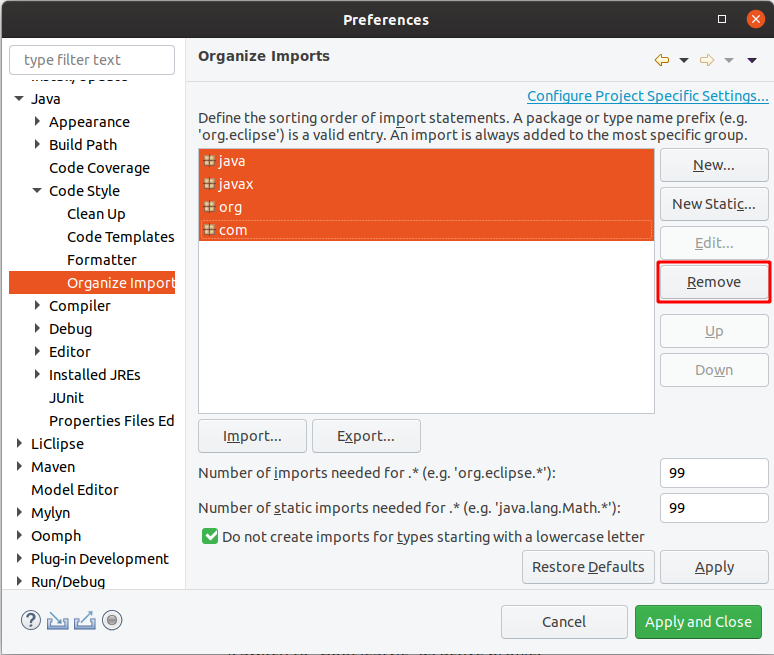 Preferences
type filter text
Organize Imports
Configure Project Specific Settings...
Define the sorting order of import statements. A package or type name prefix (e.g.
'org.eclipse') is a valid entry. An import is always added to the most specific group.
Install/Update
Java
Appearance
Build Path
Code Coverage
Code Style
Clean Up
Code Templates
Formatter
Organize Import
Compiler
Debug
Editor
Installed JREs
JUnit
Properties Files Ed
LiClipse
Maven
Model Editor
Mylyn
Oomph
Plug-in Development
Run/Debug
java
javax
org
com
New...
New Static...
Edit...
Remove
Up
Down
Import...
Export...
Number of imports needed for .* (e.g. 'org.eclipse.*'):
99
Number of static imports needed for .* (e.g. 'java.lang.Math.*'):
99
Do not create imports for types starting with a lowercase letter
Restore Defaults
Apply
Cancel
Apply and Close